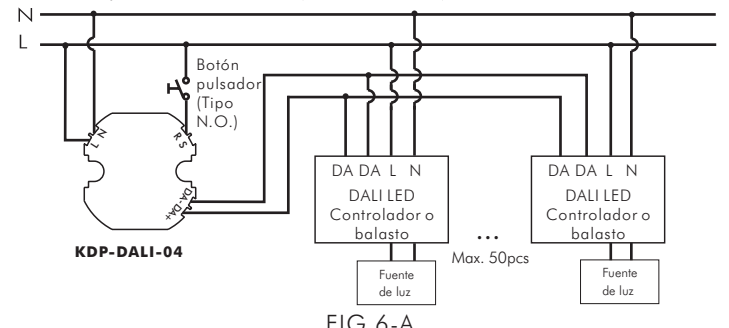 N
L
Botón
pulsador
(Tipo
N.O.)
N
L
R
S
DA-
DA+
KDP-DALI-04
DA DA L N
DALI LED
Controlador o
balasto
...
Max. 50pcs
DA DA L N
DALI LED
Controlador o
balasto
Fuente
de luz
Fuente
de luz
FIG 6-A